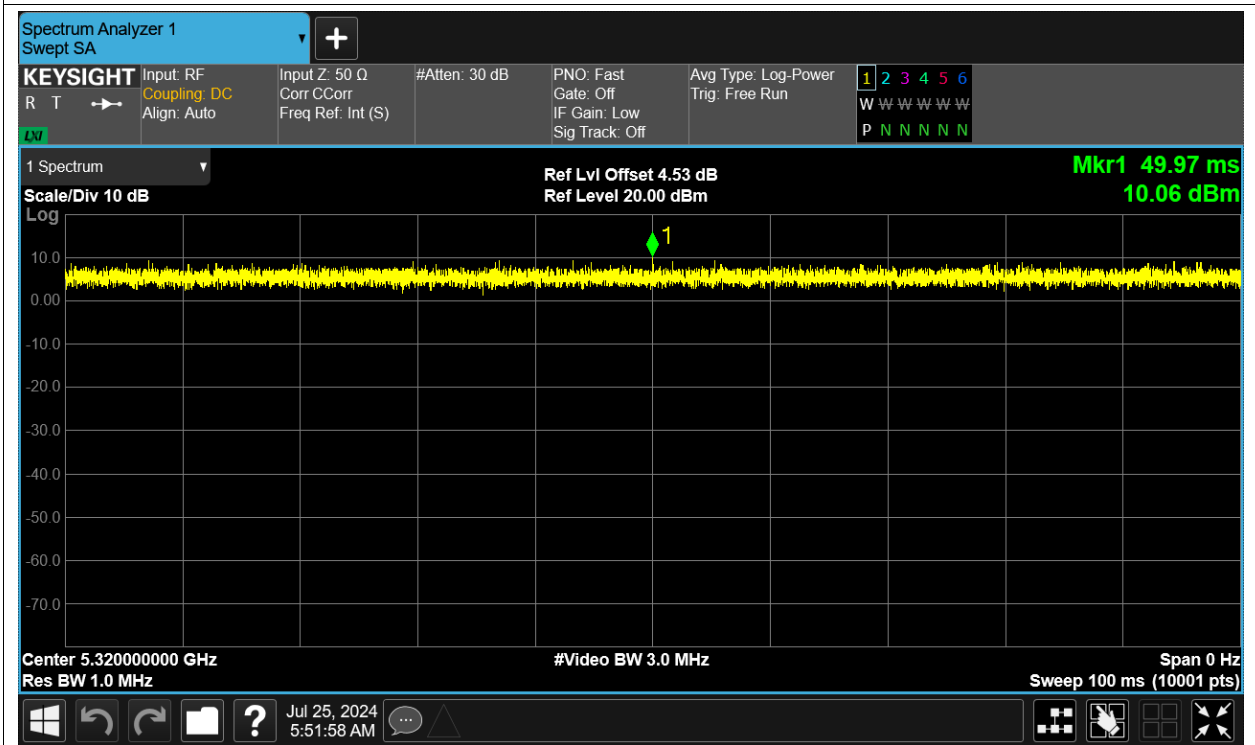 Spectrum Analyzer 1
Swept SA
KEYSIGHT
R T
LXI
Input: RF
Coupling: DC
Align: Auto
Input Z: 50 Ω
Corr CCorr
Freq Ref: Int (S)
#Atten: 30 dB
PNO: Fast
Gate: Off
IF Gain: Low
Sig Track: Off
Avg Type: Log-Power
Trig: Free Run
1 2 3 4 5 6
W W W W W W
P N N N N N
1 Spectrum
Scale/Div 10 dB
Ref Lvl Offset 4.53 dB
Ref Level 20.00 dBm
Mkr1 49.97 ms
10.06 dBm
Log
1
10.0
0.00
-10.0
-20.0
-30.0
-40.0
-50.0
-60.0
-70.0
Center 5.320000000 GHz
Res BW 1.0 MHz
#Video BW 3.0 MHz
Span 0 Hz
Sweep 100 ms (10001 pts)
?
Jul 25, 2024
5:51:58 AM